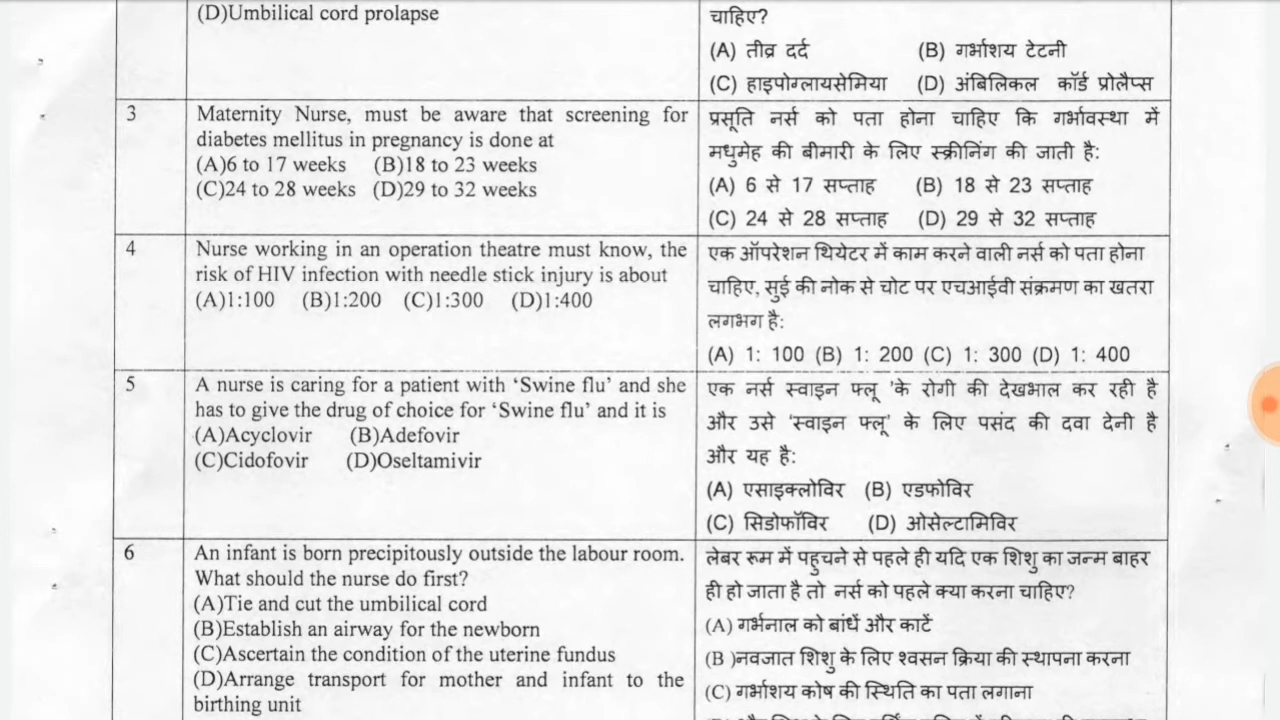 (D)Umbilical cord prolapse
चाहिए?
(A) तीव्र दर्द (B) गर्भाशय टेटनी
(C) हाइपोग्लायसेमिया (D) अंबिलिकल कॉर्ड प्रोलैप्स
3
Maternity Nurse, must be aware that screening for
diabetes mellitus in pregnancy is done at
(A)6 to 17 weeks (B)18 to 23 weeks
(C)24 to 28 weeks (D)29 to 32 weeks
प्रसूति नर्स को पता होना चाहिए कि गर्भावस्था में
मधुमेह की बीमारी के लिए स्क्रीनिंग की जाती है:
(A) 6 से 17 सप्ताह (B) 18 से 23 सप्ताह
(C) 24 से 28 सप्ताह (D) 29 से 32 सप्ताह
4
Nurse working in an operation theatre must know, the
risk of HIV infection with needle stick injury is about
(A)1:100 (B)1:200 (C)1:300 (D)1:400
एक ऑपरेशन थियेटर में काम करने वाली नर्स को पता होना
चाहिए, सुई की नोक से चोट पर एचआईवी संक्रमण का खतरा
लगभग है:
(A) 1: 100 (B) 1: 200 (C) 1: 300 (D) 1: 400
5
A nurse is caring for a patient with ‘Swine flu’ and she
has to give the drug of choice for ‘Swine flu’ and it is
(A)Acyclovir (B)Adefovir
(C)Cidofovir (D)Oseltamivir
एक नर्स स्वाइन फ्लू 'के रोगी की देखभाल कर रही है
और उसे 'स्वाइन फ्लू' के लिए पसंद की दवा देनी है
और यह है:
(A) एसाइक्लोविर (B) एडफोविर
(C) सिडोफॉविर (D) ओसेल्टामिविर
6
An infant is born precipitously outside the labour room.
What should the nurse do first?
(A)Tie and cut the umbilical cord
(B)Establish an airway for the newborn
(C)Ascertain the condition of the uterine fundus
(D)Arrange transport for mother and infant to the
birthing unit
लेबर रूम में पहुचने से पहले ही यदि एक शिशु का जन्म बाहर
ही हो जाता है तो नर्स को पहले क्या करना चाहिए?
(A) गर्भनाल को बांधें और काटें
(B )नवजात शिशु के लिए श्वसन क्रिया की स्थापना करना
(C) गर्भाशय कोष की स्थिति का पता लगाना